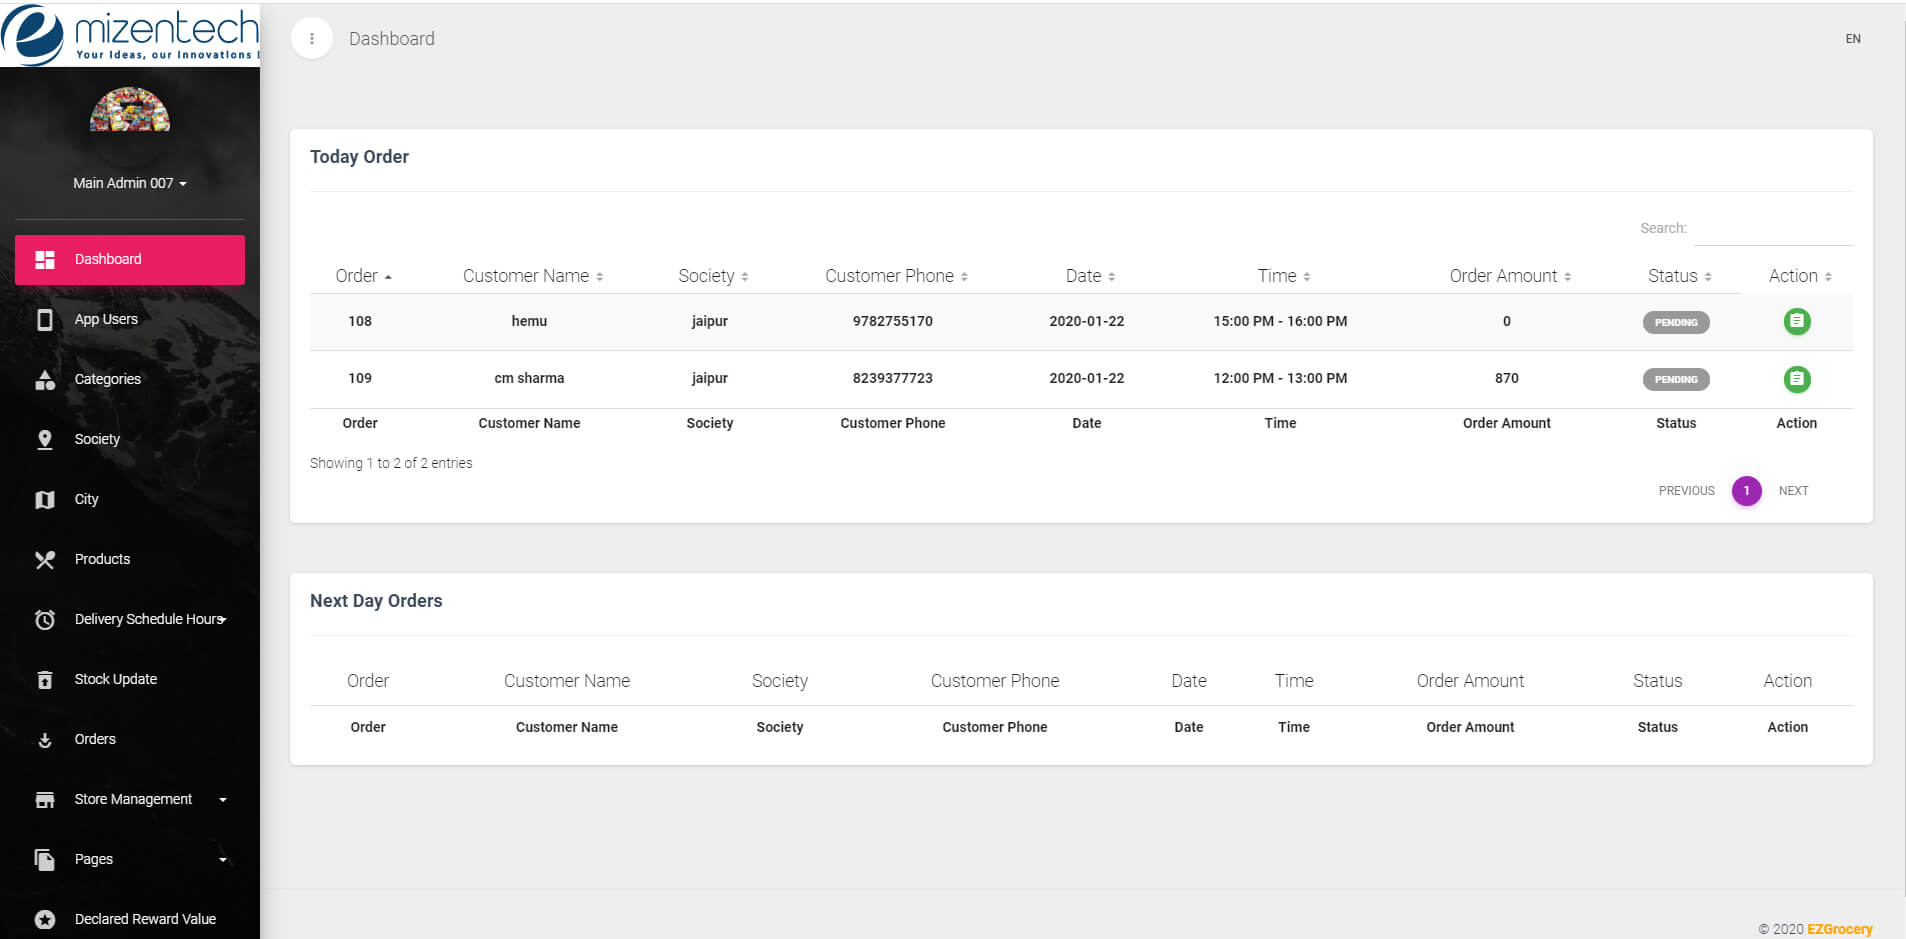 mizentech
Your Ideas, our Innovations
Main Admin 007
Dashboard
App Users
Categories
Society
City
Products
Delivery Schedule Hours
Stock Update
Orders
Store Management
Pages
Declared Reward Value
Dashboard
EN
Today Order
Search:
Order Customer Name Society Customer Phone Date Time Order Amount Status Action
108 hemu jaipur 9782755170 2020-01-22 15:00 PM - 16:00 PM 0 PENDING
109 cm sharma jaipur 8239377723 2020-01-22 12:00 PM - 13:00 PM 870 PENDING
Order Customer Name Society Customer Phone Date Time Order Amount Status Action
Showing 1 to 2 of 2 entries
PREVIOUS 1 NEXT
Next Day Orders
Order Customer Name Society Customer Phone Date Time Order Amount Status Action
Order Customer Name Society Customer Phone Date Time Order Amount Status Action
© 2020 EZGrocery